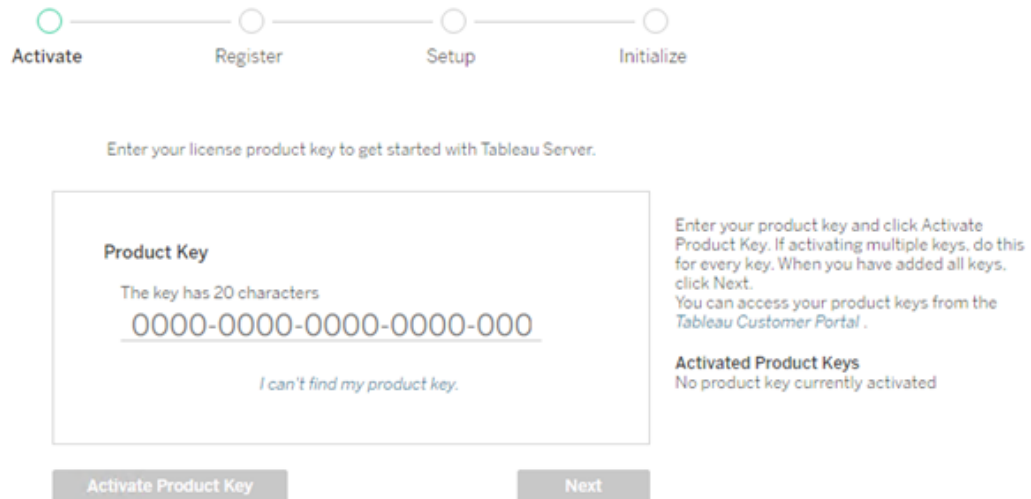 Activate Register Setup Initialize
Enter your license product key to get started with Tableau Server.
Product Key
The key has 20 characters
0000-0000-0000-0000-000
I can't find my product key.
Activate Product Key
Next
Enter your product key and click Activate
Product Key. If activating multiple keys, do this
for every key. When you have added all keys,
click Next.
You can access your product keys from the
Tableau Customer Portal .
Activated Product Keys
No product key currently activated